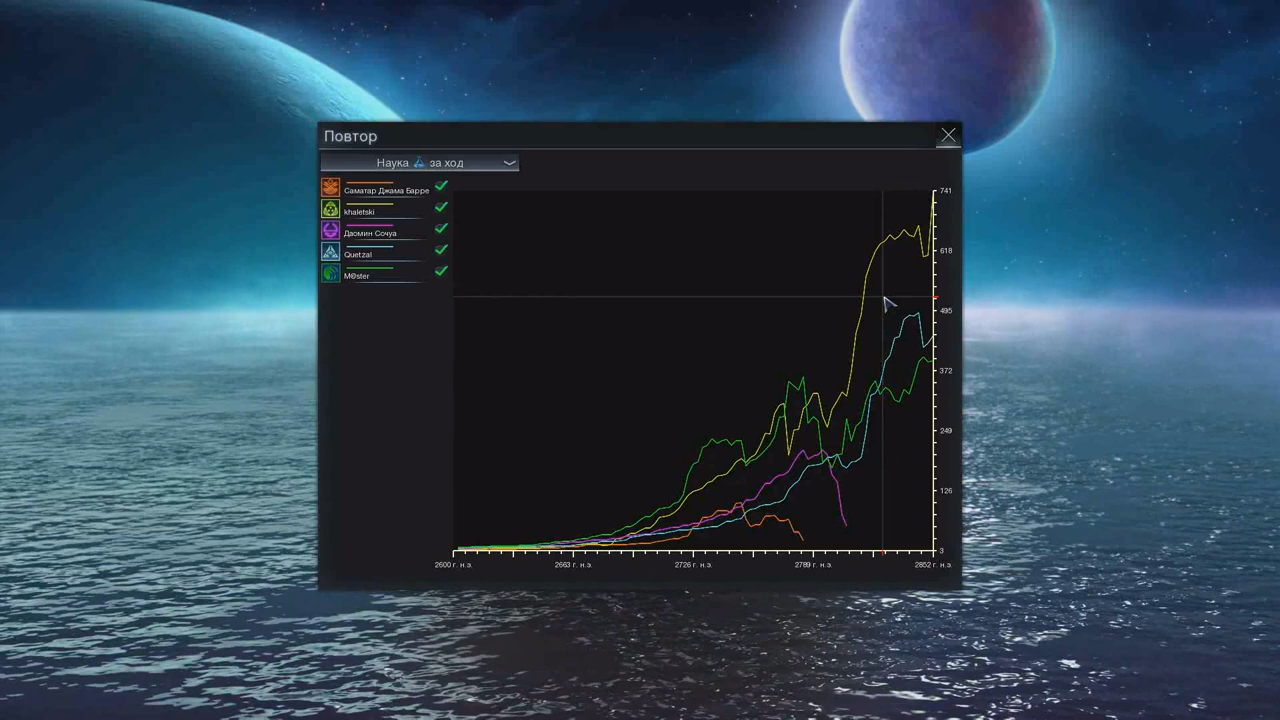 Повтор
Наука за ход
Саматар Джама Барре
khaletski
Даомин Сочуа
Quetzal
M@ster
741
618
495
372
249
126
3
2600 г. н.э.
2663 г. н.э.
2726 г. н.э.
2789 г. н.э.
2852 г. н.э.